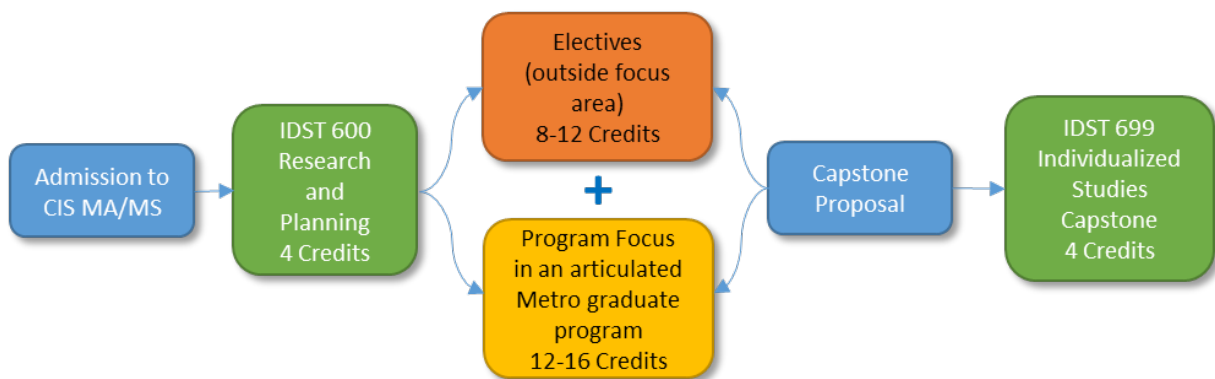 Admission to
CIS MA/MS
IDST 600
Research
and
Planning
4 Credits
Electives
(outside focus
area)
8-12 Credits
+
Program Focus
in an articulated
Metro graduate
program
12-16 Credits
Capstone
Proposal
IDST 699
Individualized
Studies
Capstone
4 Credits